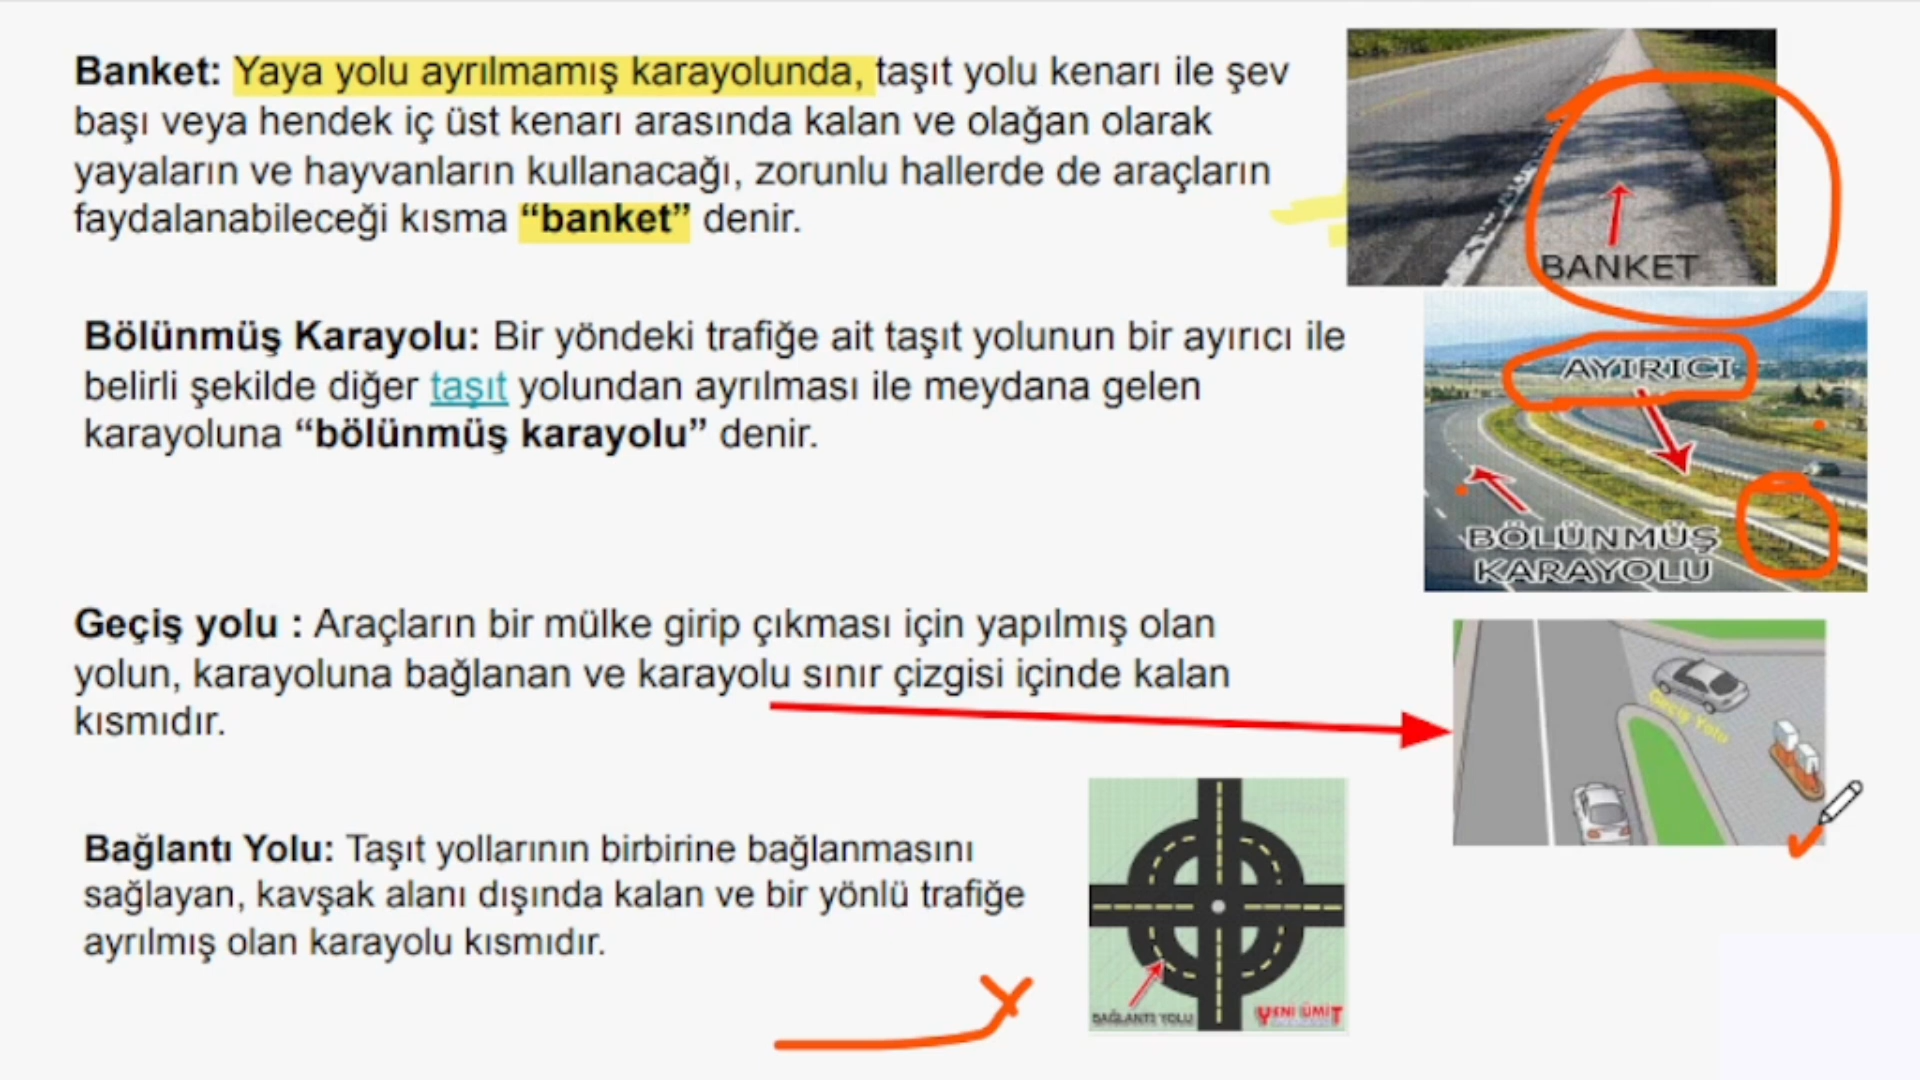 Banket: Yaya yolu ayrılmamış karayolunda, taşıt yolu kenarı ile şev
başı veya hendek iç üst kenarı arasında kalan ve olağan olarak
yayaların ve hayvanların kullanacağı, zorunlu hallerde de araçların
faydalanabileceği kısma “banket” denir.
BANKET
Bölünmüş Karayolu: Bir yöndeki trafiğe ait taşıt yolunun bir ayırıcı ile
belirli şekilde diğer taşıt yolundan ayrılması ile meydana gelen
karayoluna “bölünmüş karayolu” denir.
AYIRICI
BÖLÜNMÜŞ
KARAYOLU
Geçiş yolu : Araçların bir mülke girip çıkması için yapılmış olan
yolun, karayoluna bağlanan ve karayolu sınır çizgisi içinde kalan
kısmıdır.
Geçiş Yolu
Bağlantı Yolu: Taşıt yollarının birbirine bağlanmasını
sağlayan, kavşak alanı dışında kalan ve bir yönlü trafiğe
ayrılmış olan karayolu kısmıdır.
BAĞLANTI YOLU
YENİ ÜMİT